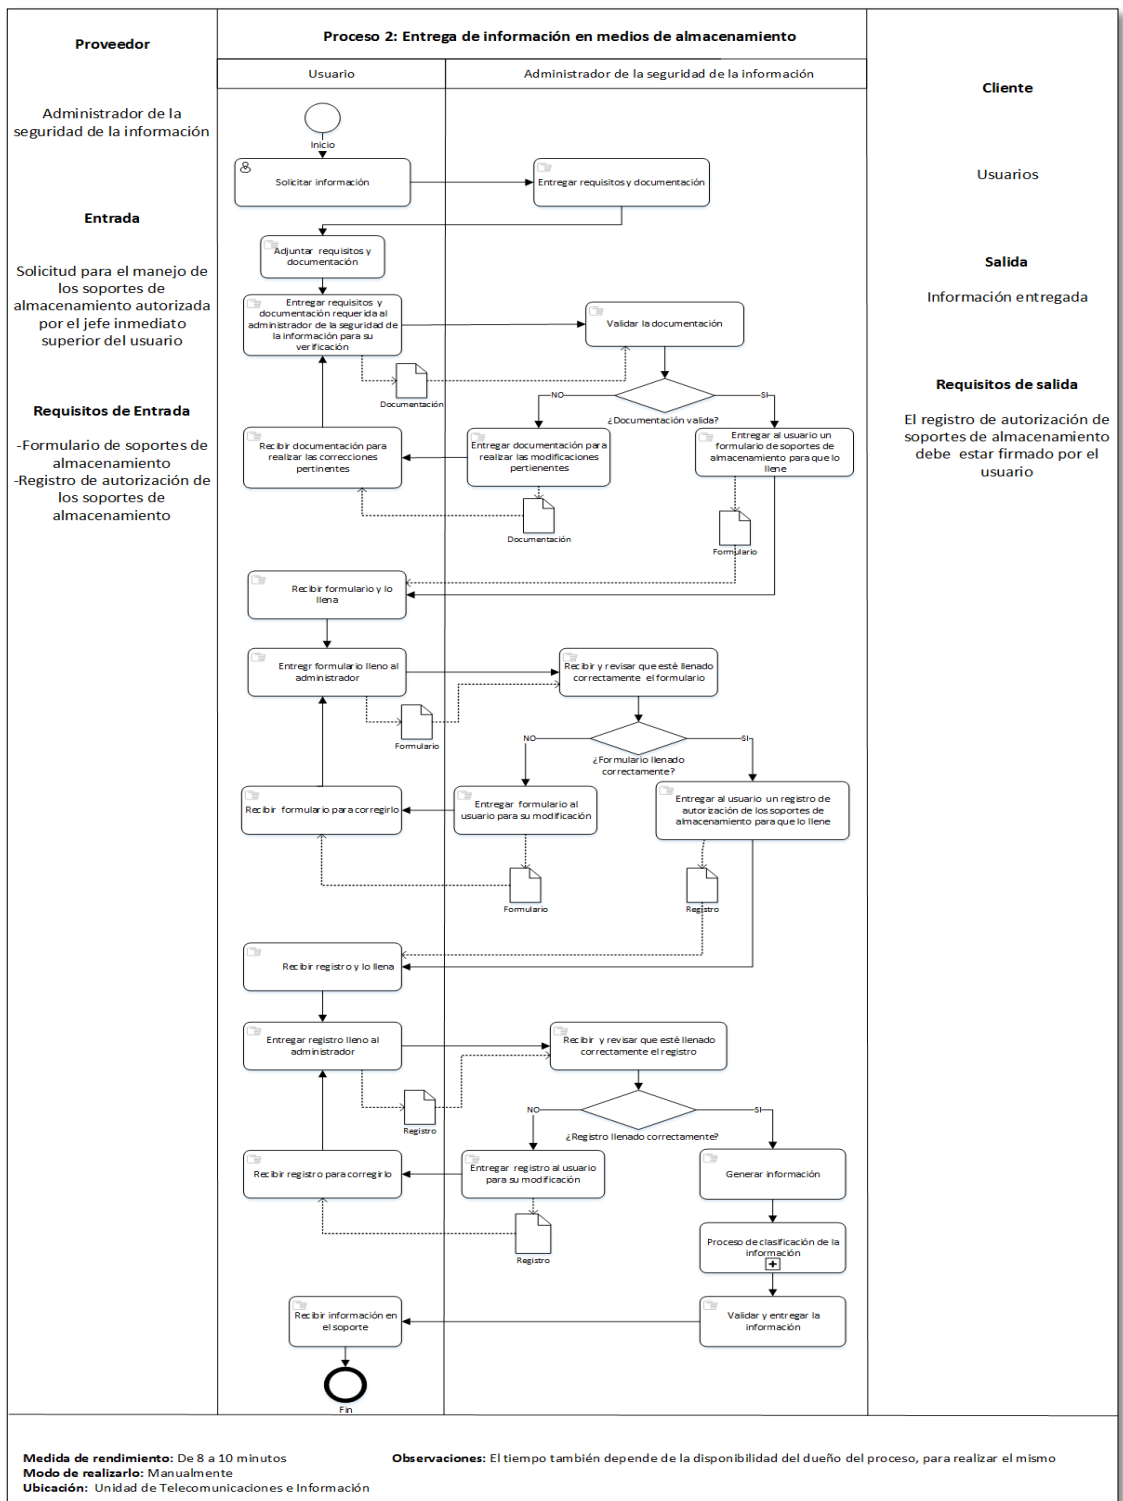 Proceso 2: Entrega de información en medios de almacenamiento
Proveedor
Administrador de la
seguridad de la información
Entrada
Solicitud para el manejo de
los soportes de
almacenamiento autorizada
por el jefe inmediato
superior del usuario
Requisitos de Entrada
-Formulario de soportes de
almacenamiento
-Registro de autorización de
los soportes de
almacenamiento
Usuario
Administrador de la seguridad de la información
Inicio
Solicitar información
Entregar requisitos y documentación
Adjuntar requisitos y
documentación
Entregar requisitos y
documentación requerida al
administrador de la seguridad de
la información para su
verificación
Validar la documentación
Documentación
NO
SI
¿Documentación valida?
Recibir documentación para
realizar las correcciones
pertinentes
Entregar documentación para
realizar las modificaciones
pertienentes
Entregar al usuario un
formulario de soportes de
almacenamiento para que lo
llene
Documentación
Formulario
Recibir formulario y lo
llena
Entregr formulario lleno al
administrador
Recibir y revisar que esté llenado
correctamente el formulario
Formulario
NO
SI
¿Formulario llenado
correctamente?
Recibir formulario para corregirlo
Entregar formulario al
usuario para su modificación
Entregar al usuario un registro de
autorización de los soportes de
almacenamiento para que lo llene
Formulario
Registro
Recibir registro y lo llena
Entregar registro lleno al
administrador
Recibir y revisar que esté llenado
correctamente el registro
Registro
NO
SI
¿Registro llenado correctamente?
Recibir registro para corregirlo
Entregar registro al usuario
para su modificación
Generar información
Registro
Proceso de clasificación de la
información
Recibir información en
el soporte
Validar y entregar la
información
Fin
Cliente
Usuarios
Salida
Información entregada
Requisitos de salida
El registro de autorización de
soportes de almacenamiento
debe estar firmado por el
usuario
Medida de rendimiento: De 8 a 10 minutos
Modo de realizarlo: Manualmente
Ubicación: Unidad de Telecomunicaciones e Información
Observaciones: El tiempo también depende de la disponibilidad del dueño del proceso, para realizar el mismo